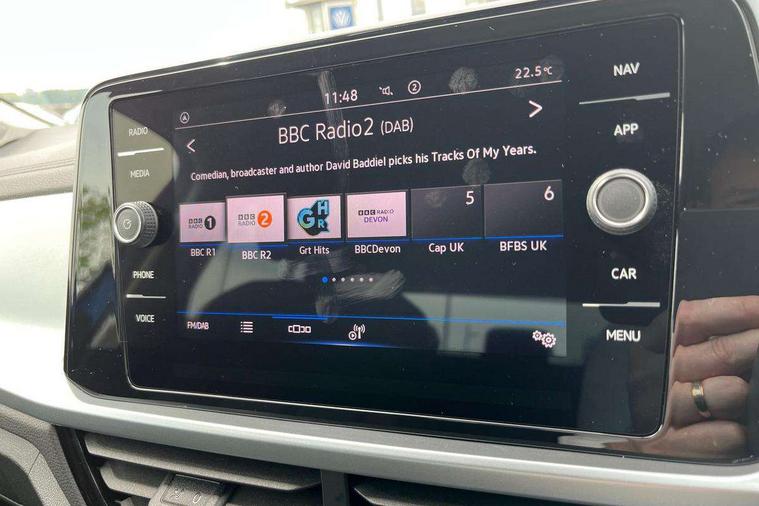 11:48
2
22.5°C
A
BBC Radio2 (DAB)
Comedian, broadcaster and author David Baddiel picks his Tracks Of My Years.
BBC RADIO 1
BBC RADIO 2
GHR
BBC RADIO DEVON
5
6
BBC R1
BBC R2
Grt Hits
BBCDevon
Cap UK
BFBS UK
FM/DAB
RADIO
MEDIA
PHONE
VOICE
NAV
APP
CAR
MENU